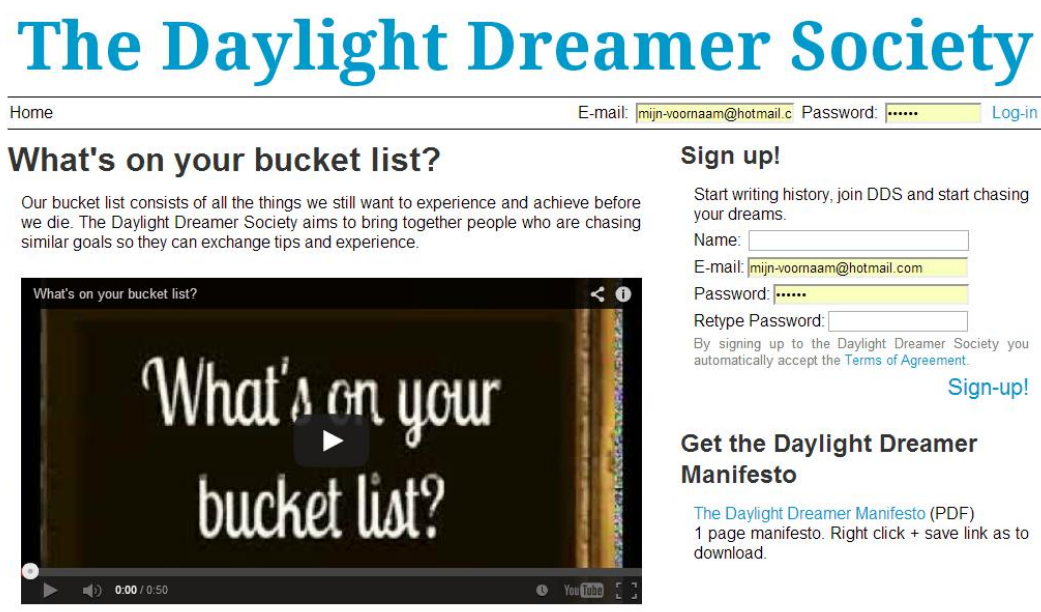 The Daylight Dreamer Society
Home E-mail: mijn-voornaam@hotmail.c Password: •••••• Log-in
What's on your bucket list?
Our bucket list consists of all the things we still want to experience and achieve before
we die. The Daylight Dreamer Society aims to bring together people who are chasing
similar goals so they can exchange tips and experience.
What's on your bucket list?
What's on your
bucket list?
0:00 / 0:50
YouTube
Sign up!
Start writing history, join DDS and start chasing
your dreams.
Name:
E-mail: mijn-voornaam@hotmail.com
Password: ••••••
Retype Password:
By signing up to the Daylight Dreamer Society you
automatically accept the Terms of Agreement.
Sign-up!
Get the Daylight Dreamer
Manifesto
The Daylight Dreamer Manifesto (PDF)
1 page manifesto. Right click + save link as to
download.